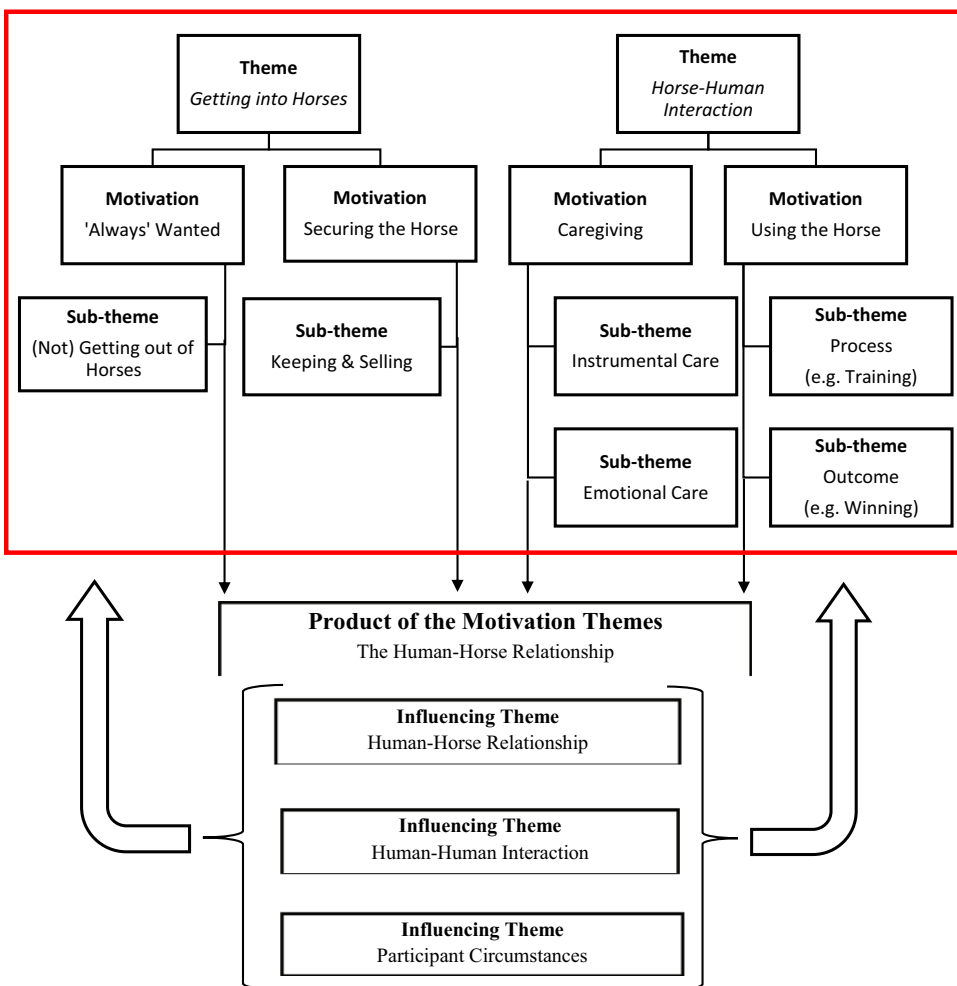 Theme
Getting into Horses
Theme
Horse-Human
Interaction
Motivation
'Always' Wanted
Motivation
Securing the Horse
Motivation
Caregiving
Motivation
Using the Horse
Sub-theme
(Not) Getting out of
Horses
Sub-theme
Keeping & Selling
Sub-theme
Instrumental Care
Sub-theme
Process
(e.g. Training)
Sub-theme
Emotional Care
Sub-theme
Outcome
(e.g. Winning)
Product of the Motivation Themes
The Human-Horse Relationship
Influencing Theme
Human-Horse Relationship
Influencing Theme
Human-Human Interaction
Influencing Theme
Participant Circumstances